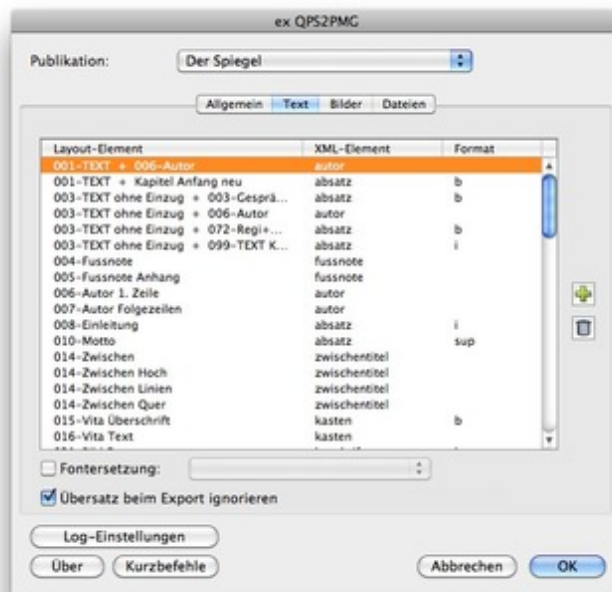 ex QPS2PMG
Publikation: Der Spiegel
Allgemein Text Bilder Dateien
Layout-Element XML-Element Format
001-TEXT + 006-Autor autor
001-TEXT + Kapitel Anfang neu absatz b
003-TEXT ohne Einzug + 003-Gesprä... absatz b
003-TEXT ohne Einzug + 006-Autor autor
003-TEXT ohne Einzug + 072-Regi+... absatz b
003-TEXT ohne Einzug + 099-TEXT K... absatz i
004-Fussnote fussnote
005-Fussnote Anhang fussnote
006-Autor 1. Zeile autor
007-Autor Folgezeilen autor
008-Einleitung absatz i
010-Motto absatz sup
014-Zwischen zwischentitel
014-Zwischen Hoch zwischentitel
014-Zwischen Linien zwischentitel
014-Zwischen Quer zwischentitel
015-Vita Überschrift kasten b
016-Vita Text kasten
Fontersetzung:
Übersatz beim Export ignorieren
Log-Einstellungen
Über Kurzbefehle Abbrechen OK